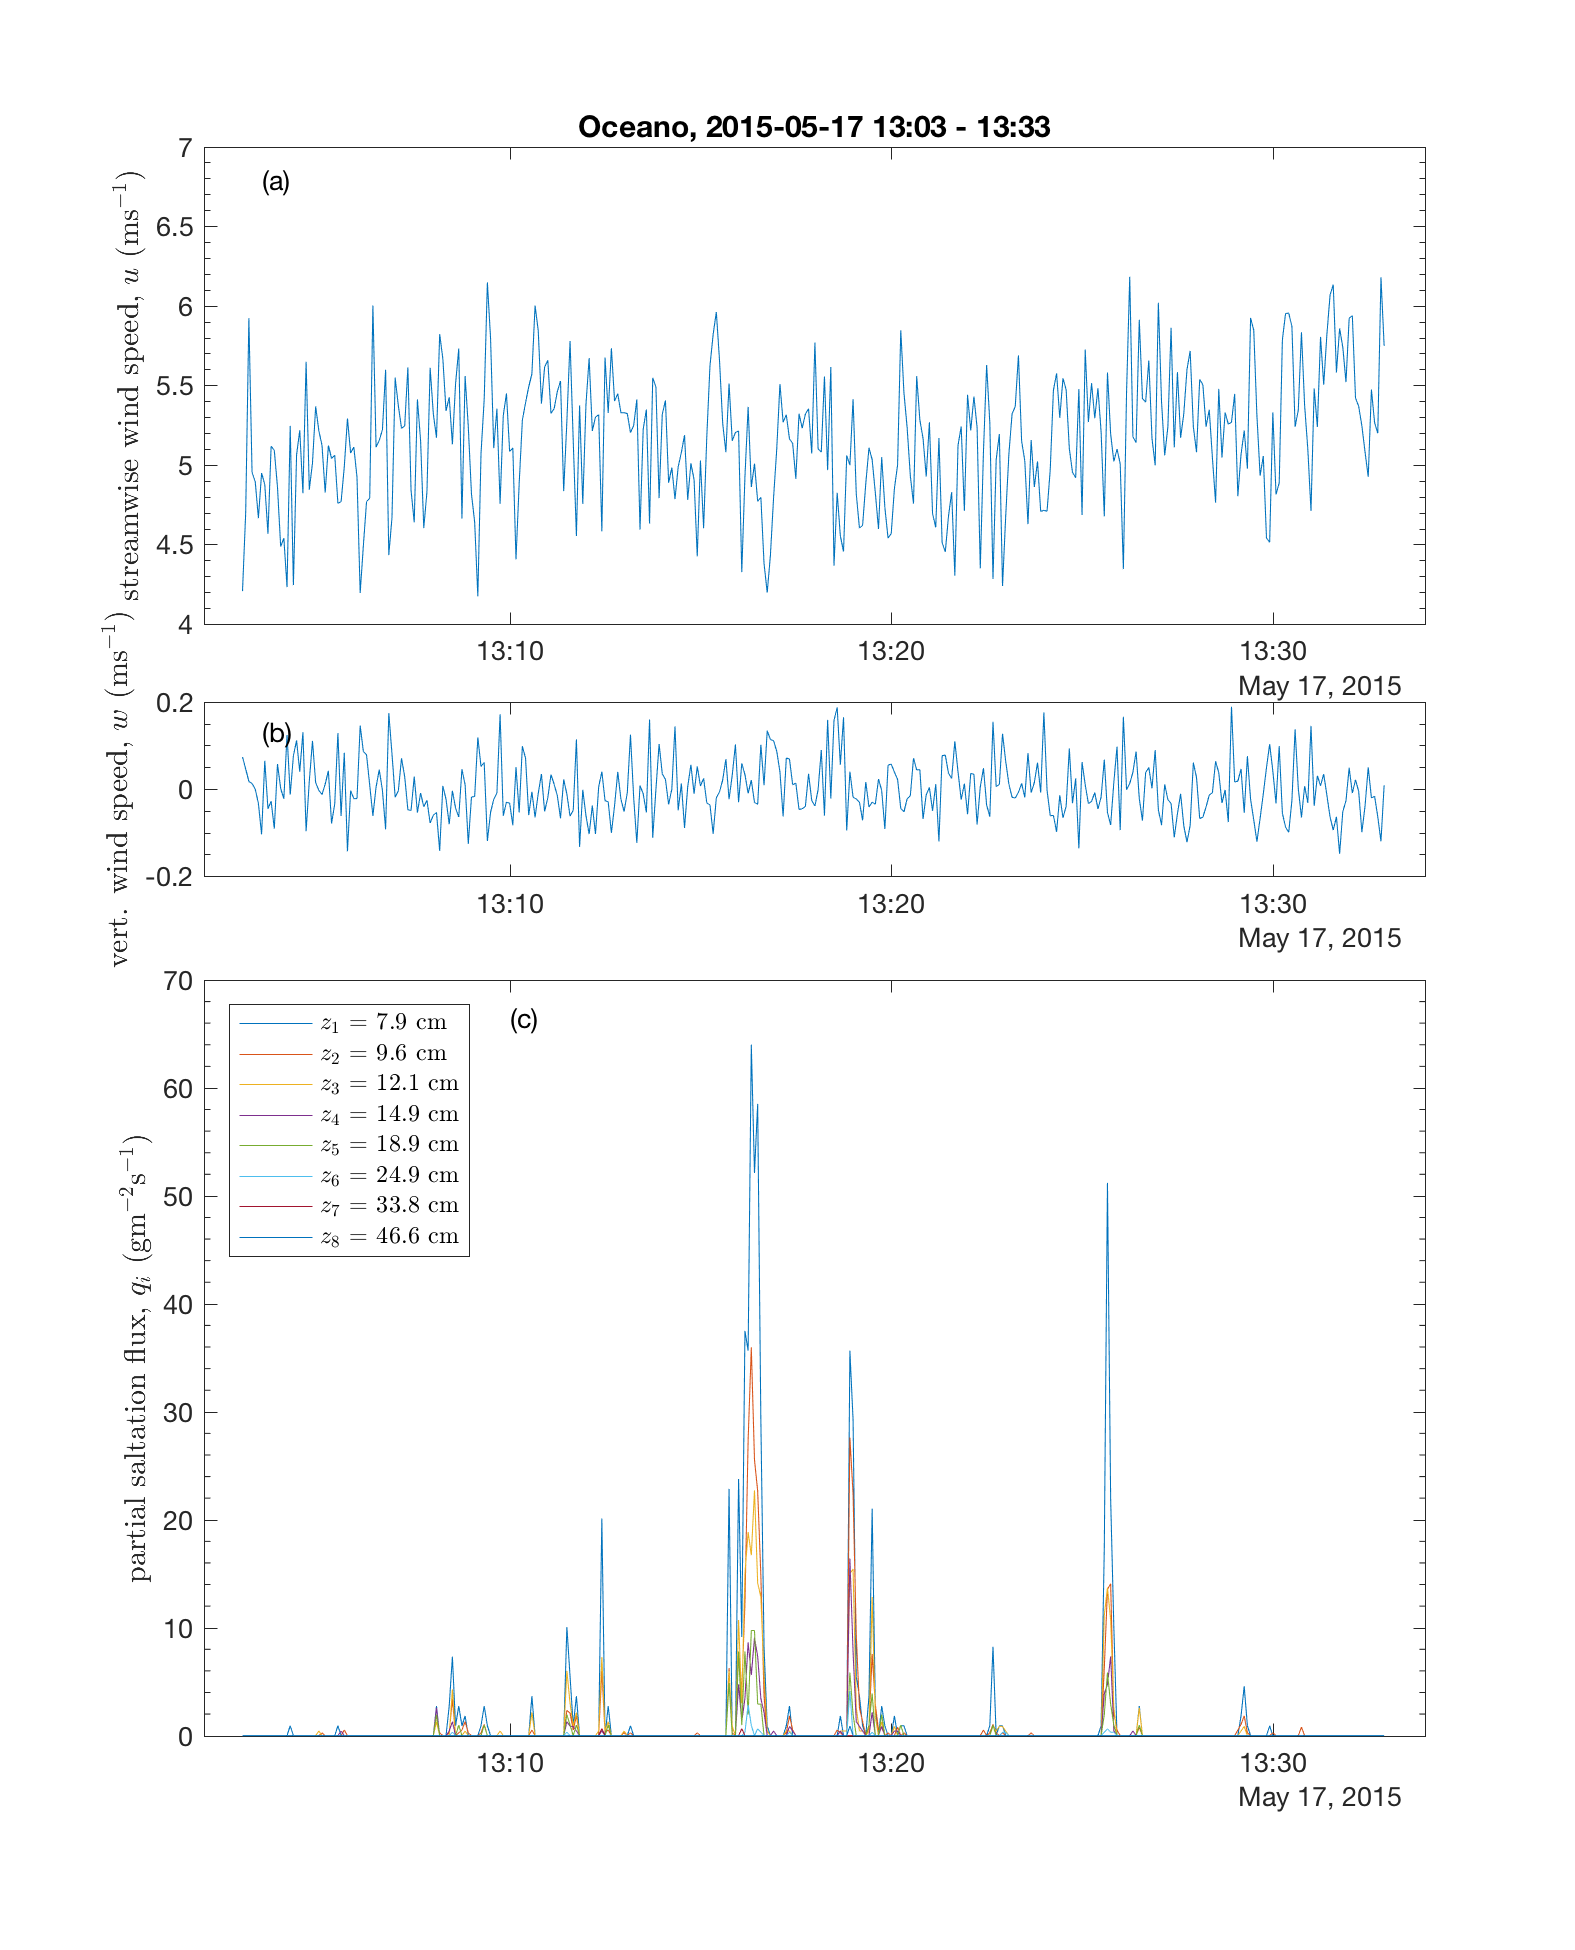 Oceano, 2015-05-17 13:03 - 13:33
(a)
streamwise wind speed, u (ms⁻¹)
7
6.5
6
5.5
5
4.5
4
13:10 13:20 13:30
May 17, 2015
(b)
vert. wind speed, w (ms⁻¹)
0.2
0
-0.2
13:10 13:20 13:30
May 17, 2015
(c)
partial saltation flux, qᵢ (gm⁻²s⁻¹)
70
60
50
40
30
20
10
0
z₁ = 7.9 cm
z₂ = 9.6 cm
z₃ = 12.1 cm
z₄ = 14.9 cm
z₅ = 18.9 cm
z₆ = 24.9 cm
z₇ = 33.8 cm
z₈ = 46.6 cm
13:10 13:20 13:30
May 17, 2015